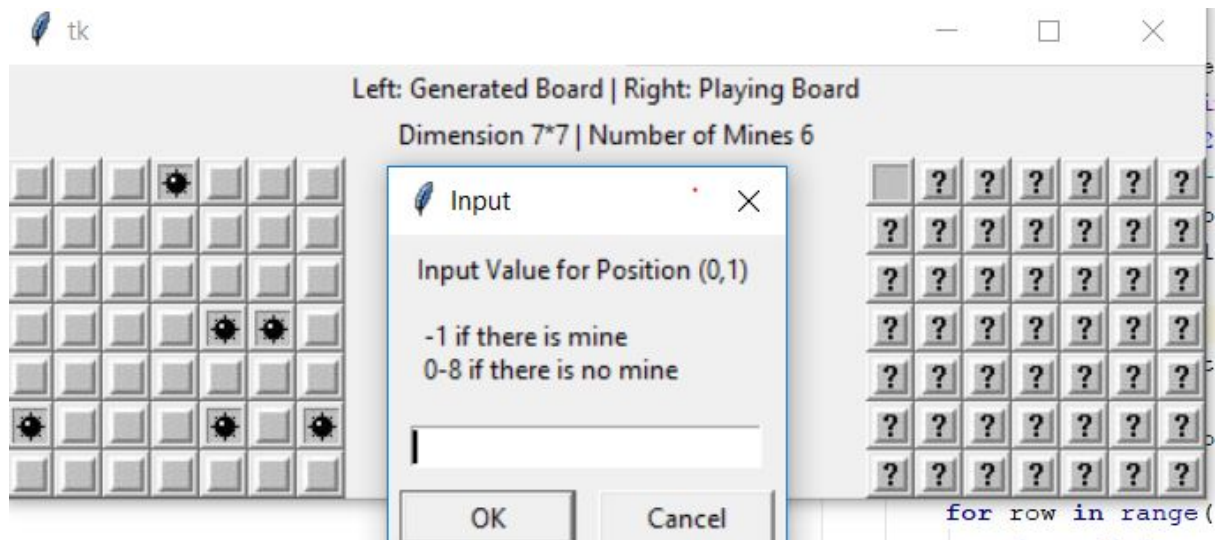 tk
Left: Generated Board | Right: Playing Board
Dimension 7*7 | Number of Mines 6
? ? ? ? ? ?
Input
? ? ? ? ? ? ?
Input Value for Position (0,1)
? ? ? ? ? ? ?
-1 if there is mine
? ? ? ? ? ? ?
0-8 if there is no mine
? ? ? ? ? ? ?
? ? ? ? ? ? ?
? ? ? ? ? ? ?
OK
Cancel
for row in range(